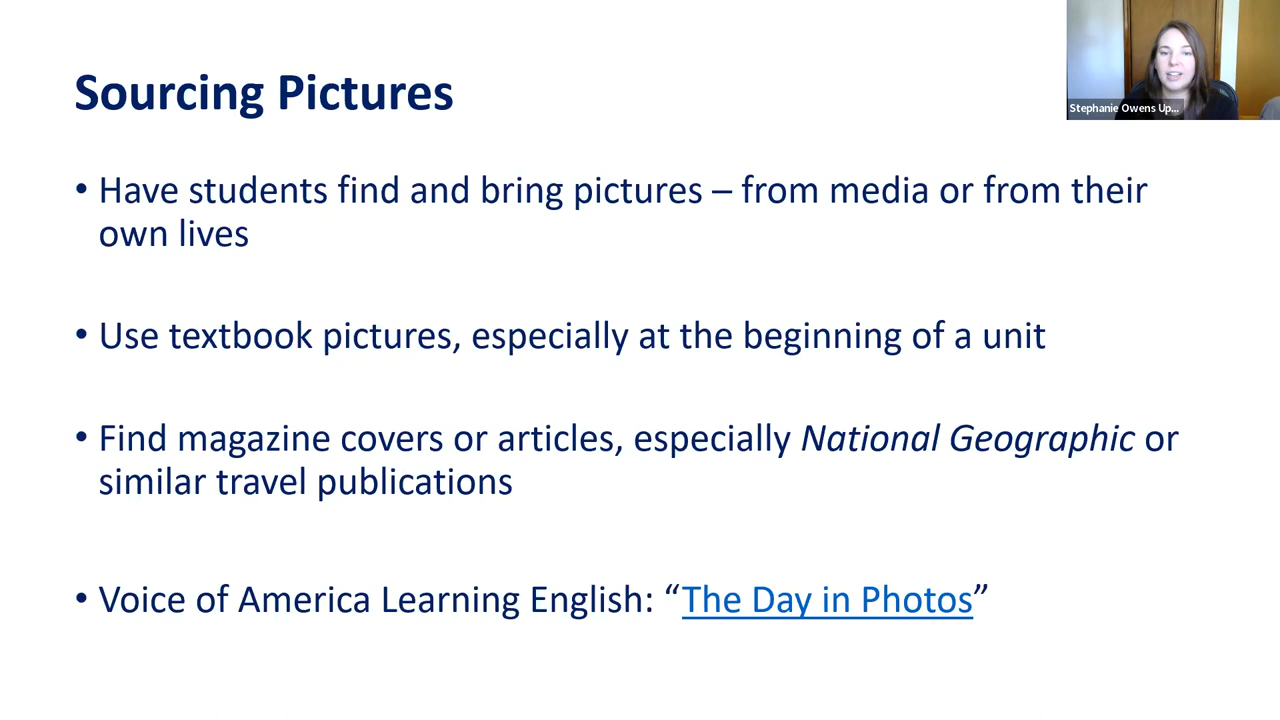 Sourcing Pictures
Stephanie Owens Up...
• Have students find and bring pictures – from media or from their
own lives
• Use textbook pictures, especially at the beginning of a unit
• Find magazine covers or articles, especially National Geographic or
similar travel publications
• Voice of America Learning English: “The Day in Photos”